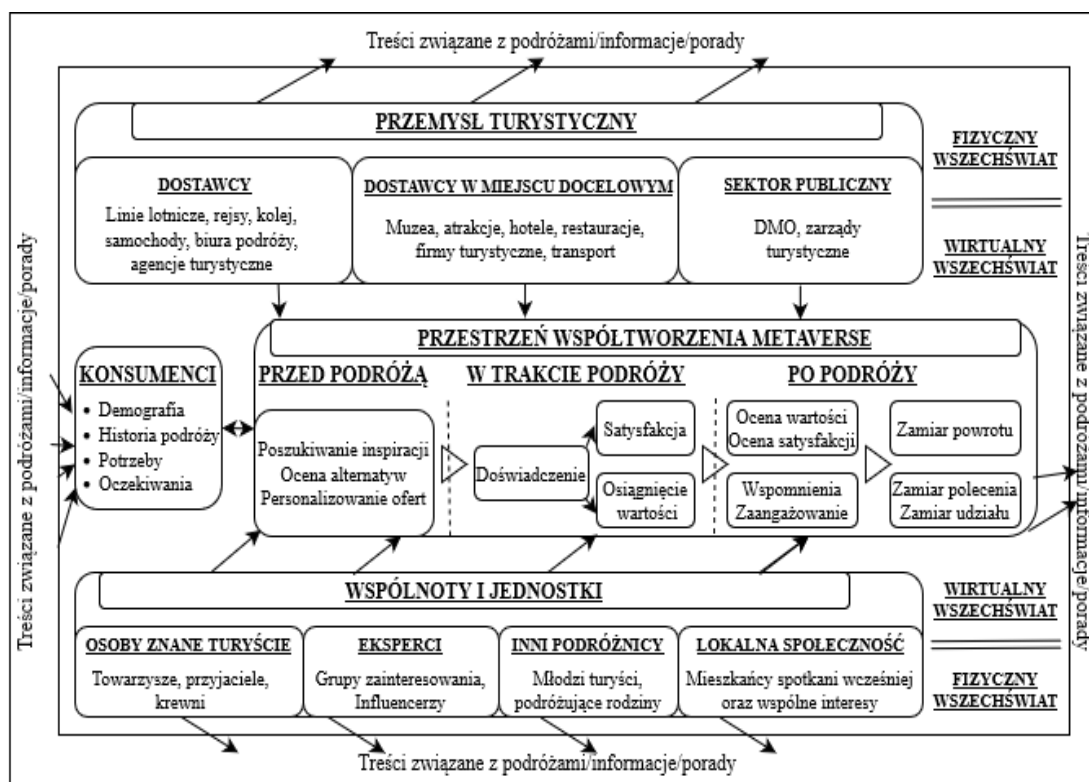 Treści związane z podróżami/informacje/porady
PRZEMYSŁ TURYSTYCZNY
FIZYCZNY
WSZECHŚWIAT
DOSTAWCY
Linie lotnicze, rejsy, kolej,
samochody, biura podróży,
agencje turystyczne
DOSTAWCY W MIEJSCU DOCELOWYM
Muzea, atrakcje, hotele, restauracje,
firmy turystyczne, transport
SEKTOR PUBLICZNY
DMO, zarządy
turystyczne
WIRTUALNY
WSZECHŚWIAT
Treści związane z podróżami/informacje/porady
Treści związane z podróżami/informacje/porady
PRZESTRZEŃ WSPÓŁTWORZENIA METAVERSE
KONSUMENCI
• Demografia
• Historia podróży
• Potrzeby
• Oczekiwania
PRZED PODRÓŻĄ
Poszukiwanie inspiracji
Ocena alternatyw
Personalizowanie ofert
W TRAKCIE PODRÓŻY
Doświadczenie
Satysfakcja
Osiągnięcie
wartości
PO PODRÓŻY
Ocena wartości
Ocena satysfakcji
Wspomnienia
Zaangażowanie
Zamiar powrotu
Zamiar polecenia
Zamiar udziału
WSPÓLNOTY I JEDNOSTKI
WIRTUALNY
WSZECHŚWIAT
OSOBY ZNANE TURYŚCIE
Towarzysze, przyjaciele,
krewni
EKSPERCI
Grupy zainteresowania,
Influencerzy
INNI PODRÓŻNICY
Młodzi turyści,
podróżujące rodziny
LOKALNA SPOŁECZNOŚĆ
Mieszkańcy spotkani wcześniej
oraz wspólne interesy
FIZYCZNY
WSZECHŚWIAT
Treści związane z podróżami/informacje/porady